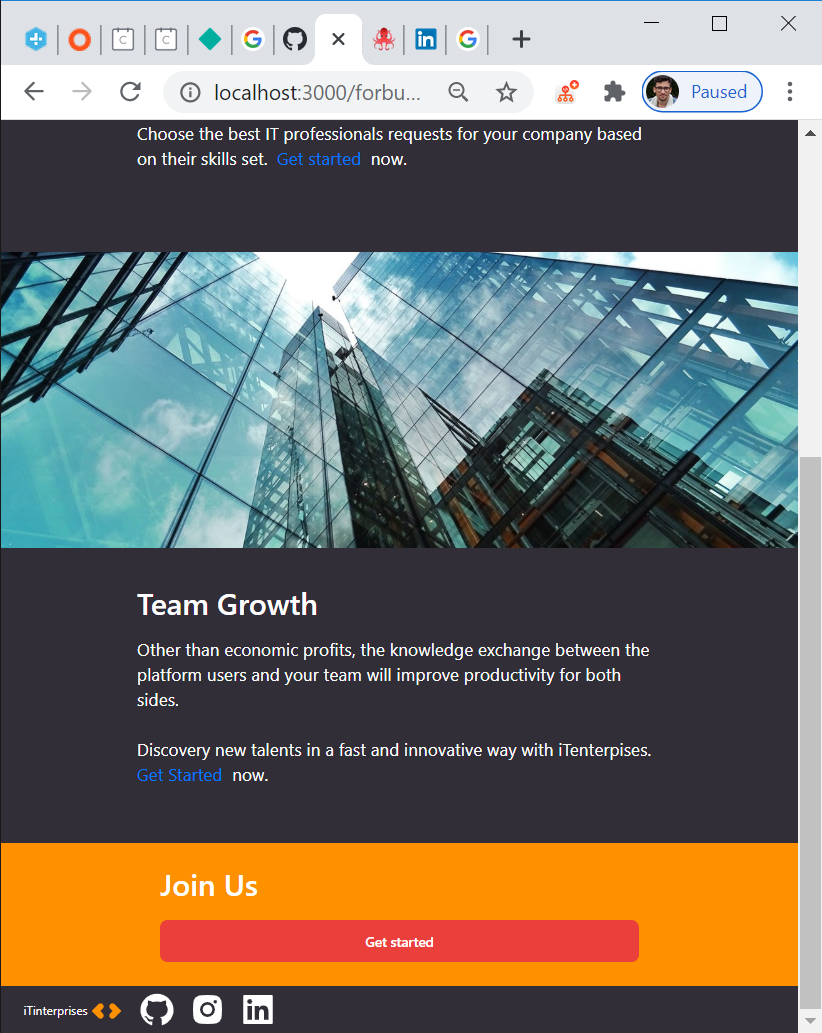 localhost:3000/forbu...
Paused
Choose the best IT professionals requests for your company based
on their skills set. Get started now.
Team Growth
Other than economic profits, the knowledge exchange between the
platform users and your team will improve productivity for both
sides.
Discovery new talents in a fast and innovative way with iTenterpises.
Get Started now.
Join Us
Get started
iTinterprises